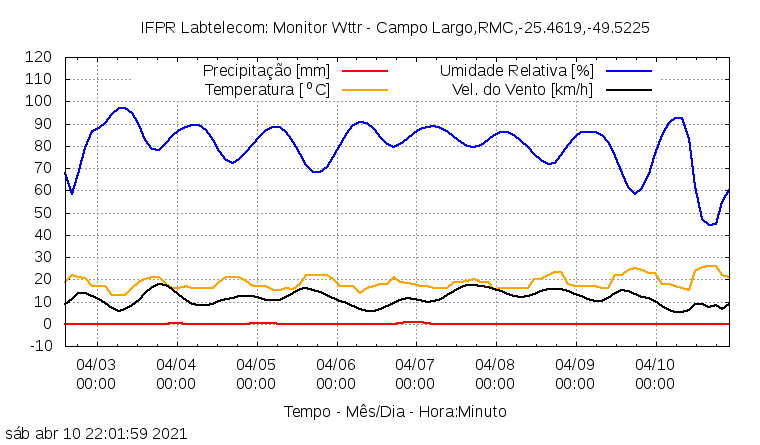 IFPR Labtelecom: Monitor Wttr - Campo Largo,RMC,-25.4619,-49.5225
Precipitação [mm]
Temperatura [⁰C]
Umidade Relativa [%]
Vel. do Vento [km/h]
120
110
100
90
80
70
60
50
40
30
20
10
0
-10
04/03 04/04 04/05 04/06 04/07 04/08 04/09 04/10
00:00 00:00 00:00 00:00 00:00 00:00 00:00 00:00
Tempo - Mês/Dia - Hora:Minuto
sáb abr 10 22:01:59 2021